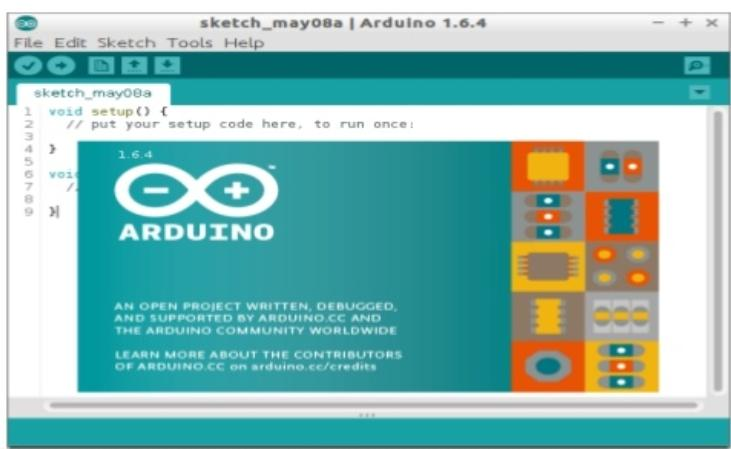 sketch_may08a | Arduino 1.6.4
File Edit Sketch Tools Help
sketch_may08a
1 void setup() {
2 // put your setup code here, to run once:
3
4 }
5
6 voi
7 /
8
9 }
1.6.4
™
ARDUINO
AN OPEN PROJECT WRITTEN, DEBUGGED,
AND SUPPORTED BY ARDUINO.CC AND
THE ARDUINO COMMUNITY WORLDWIDE
LEARN MORE ABOUT THE CONTRIBUTORS
OF ARDUINO.CC on arduino.cc/credits